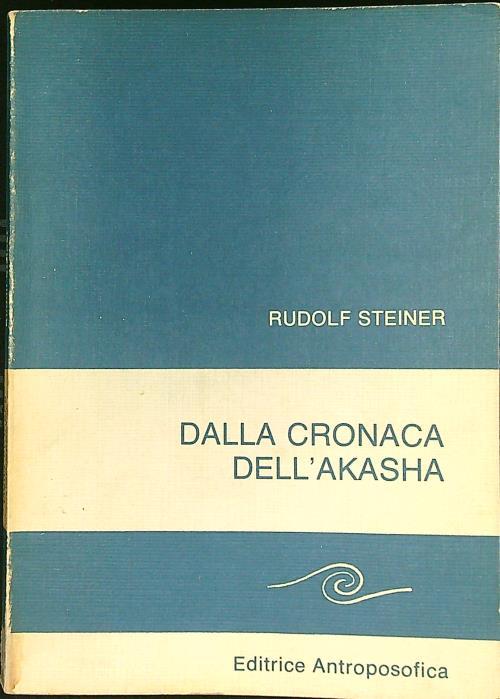 RUDOLF STEINER
DALLA CRONACA
DELL'AKASHA
Editrice Antroposofica